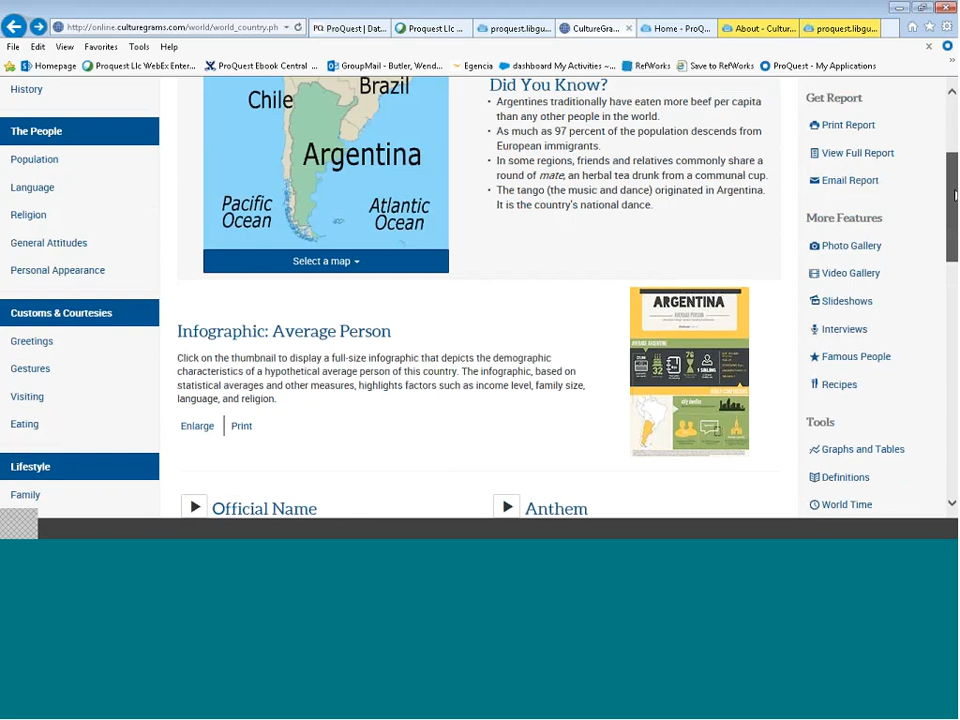 http://online.culturegrams.com/world/world_country.ph
ProQuest | Dat...
Proquest Llc ...
proquest.libgu...
CultureGra...
Home - ProQ...
About - Cultur...
proquest.libgu...
File Edit View Favorites Tools Help
Homepage
Proquest Llc WebEx Enter...
ProQuest Ebook Central ...
GroupMail - Butler, Wend...
Egencia
dashboard My Activities ~...
RefWorks
Save to RefWorks
ProQuest - My Applications
History
The People
Population
Language
Religion
General Attitudes
Personal Appearance
Customs & Courtesies
Greetings
Gestures
Visiting
Eating
Lifestyle
Family
Brazil
Chile
Argentina
Pacific
Ocean
Atlantic
Ocean
Select a map
Did You Know?
• Argentines traditionally have eaten more beef per capita
than any other people in the world.
• As much as 97 percent of the population descends from
European immigrants.
• In some regions, friends and relatives commonly share a
round of mate, an herbal tea drunk from a communal cup.
• The tango (the music and dance) originated in Argentina.
It is the country's national dance.
Infographic: Average Person
Click on the thumbnail to display a full-size infographic that depicts the demographic
characteristics of a hypothetical average person of this country. The infographic, based on
statistical averages and other measures, highlights factors such as income level, family size,
language, and religion.
Enlarge
Print
ARGENTINA
AVERAGE PERSON
32
76
1 SIBLING
Official Name
Anthem
Get Report
Print Report
View Full Report
Email Report
More Features
Photo Gallery
Video Gallery
Slideshows
Interviews
Famous People
Recipes
Tools
Graphs and Tables
Definitions
World Time